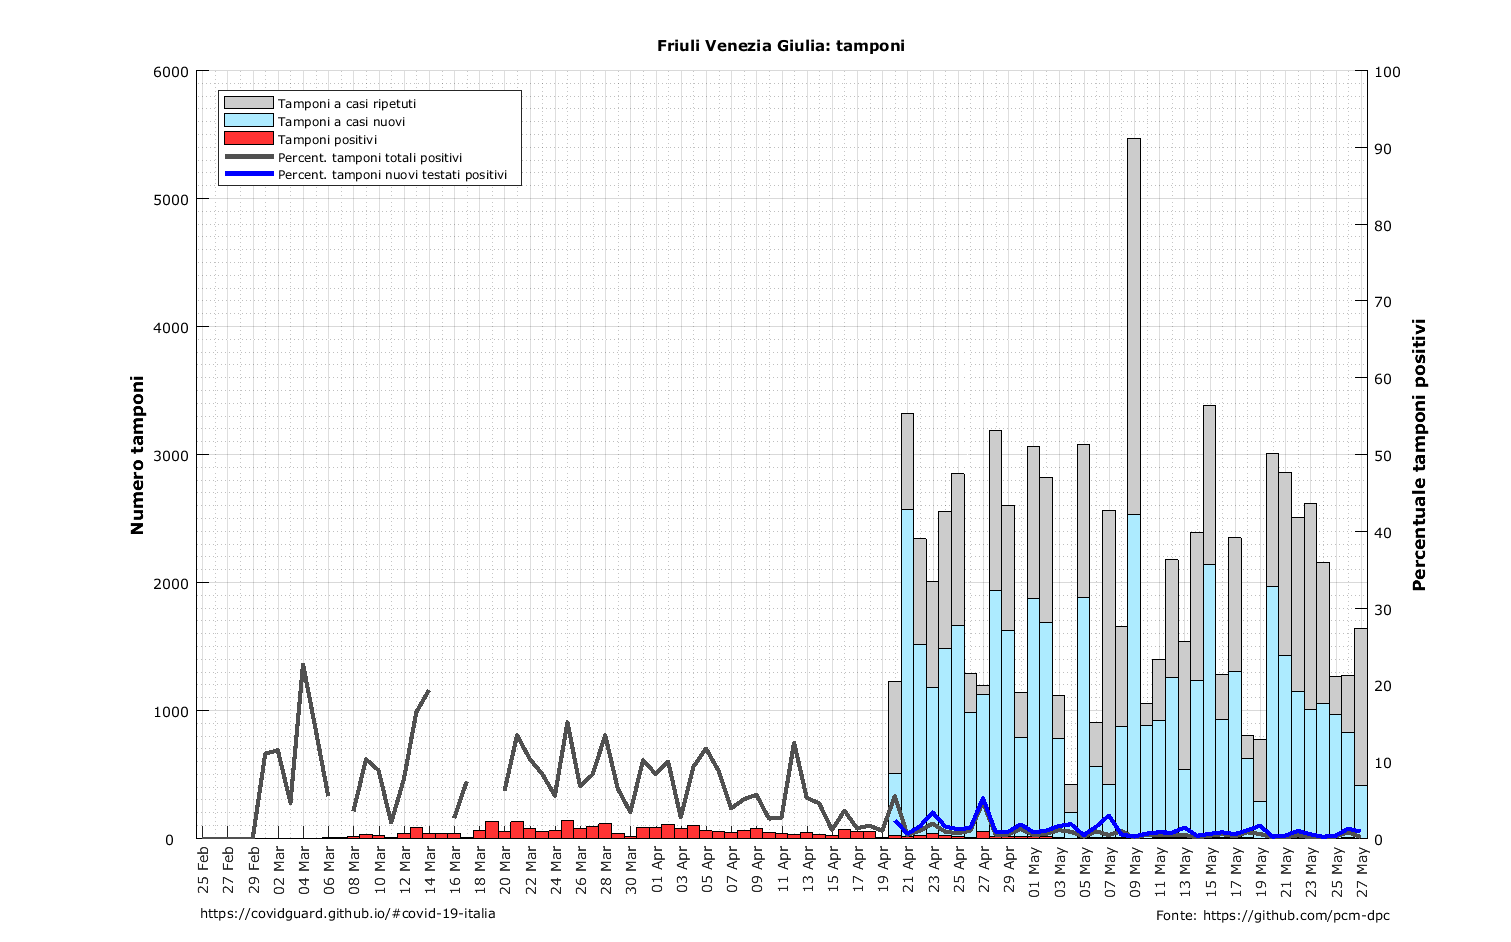 Friuli Venezia Giulia: tamponi
Tamponi a casi ripetuti
Tamponi a casi nuovi
Tamponi positivi
Percent. tamponi totali positivi
Percent. tamponi nuovi testati positivi
Numero tamponi
6000
5000
4000
3000
2000
1000
0
100
90
80
70
60
50
40
30
20
10
0
Percentuale tamponi positivi
25 Feb
27 Feb
29 Feb
02 Mar
04 Mar
06 Mar
08 Mar
10 Mar
12 Mar
14 Mar
16 Mar
18 Mar
20 Mar
22 Mar
24 Mar
26 Mar
28 Mar
30 Mar
01 Apr
03 Apr
05 Apr
07 Apr
09 Apr
11 Apr
13 Apr
15 Apr
17 Apr
19 Apr
21 Apr
23 Apr
25 Apr
27 Apr
29 Apr
01 May
03 May
05 May
07 May
09 May
11 May
13 May
15 May
17 May
19 May
21 May
23 May
25 May
27 May
https://covidguard.github.io/#covid-19-italia
Fonte: https://github.com/pcm-dpc